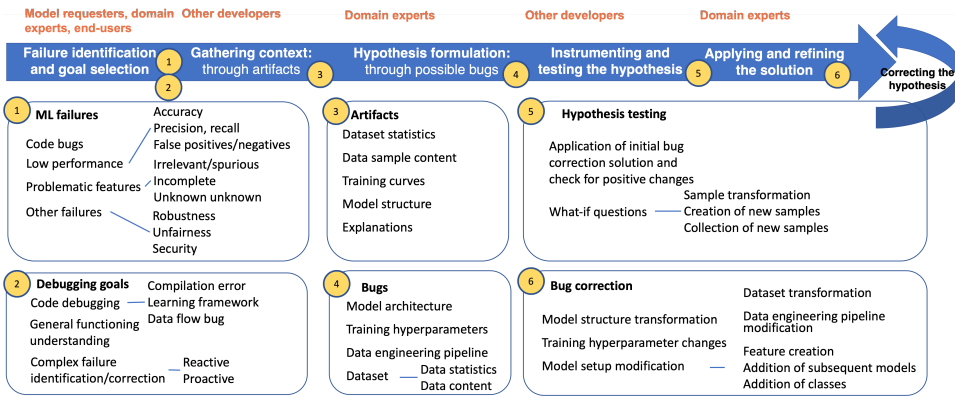 Model requesters, domain
experts, end-users
Other developers
Domain experts
Other developers
Domain experts
Failure identification
and goal selection
1
2
Gathering context:
through artifacts
3
Hypothesis formulation:
through possible bugs
4
Instrumenting and
testing the hypothesis
5
Applying and refining
the solution
6
Correcting the
hypothesis
1
ML failures
Code bugs
Low performance
Problematic features
Other failures
Accuracy
Precision, recall
False positives/negatives
Irrelevant/spurious
Incomplete
Unknown unknown
Robustness
Unfairness
Security
3
Artifacts
Dataset statistics
Data sample content
Training curves
Model structure
Explanations
5
Hypothesis testing
Application of initial bug
correction solution and
check for positive changes
What-if questions
Sample transformation
Creation of new samples
Collection of new samples
2
Debugging goals
Code debugging
General functioning
understanding
Complex failure
identification/correction
Compilation error
Learning framework
Data flow bug
Reactive
Proactive
4
Bugs
Model architecture
Training hyperparameters
Data engineering pipeline
Dataset
Data statistics
Data content
6
Bug correction
Model structure transformation
Training hyperparameter changes
Model setup modification
Dataset transformation
Data engineering pipeline
modification
Feature creation
Addition of subsequent models
Addition of classes